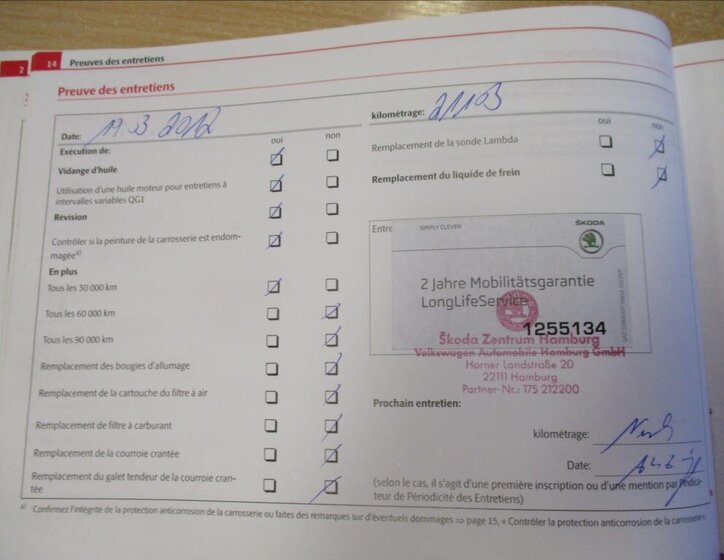 2
14 Preuves des entretiens
Preuve des entretiens
Date: 2012
kilométrage: 21103
oui non
oui non
Exécution de:
Vidange d'huile
Utilisation d'une huile moteur pour entretiens à
intervalles variables QG1
Révision
Contrôler si la peinture de la carrosserie est endom-
magéeᵃ⁾
En plus
Tous les 30 000 km
Tous les 60 000 km
Tous les 90 000 km
Remplacement des bougies d'allumage
Remplacement de la cartouche du filtre à air
Remplacement de filtre à carburant
Remplacement de la courroie crantée
Remplacement du galet tendeur de la courroie cran-
tée
Remplacement de la sonde Lambda
Remplacement du liquide de frein
Entre
SIMPLY CLEVER
ŠKODA
2 Jahre Mobilitätsgarantie
LongLifeService
1255134
Škoda Zentrum Hamburg
Volkswagen Automobile Hamburg GmbH
Horner Landstraße 20
22111 Hamburg
Partner-Nr.: 175 212200
Prochain entretien:
kilométrage:
Date:
(selon le cas, il s'agit d'une première inscription ou d'une mention par
teur de Périodicité des Entretiens)
ᵃ⁾ Confirmez l'intégrité de la protection anticorrosion de la carrosserie ou faites des remarques sur d'éventuels dommages ⇒ page 15, « Contrôler la protection anticorrosion de la carrosserie»